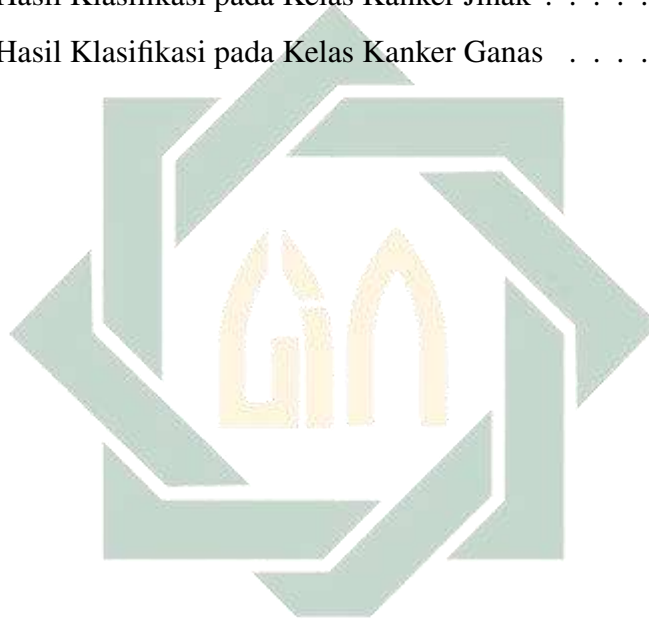 Hasil Klasifikasi pada Kelas Kanker Jinak . . . . .
Hasil Klasifikasi pada Kelas Kanker Ganas . . . .